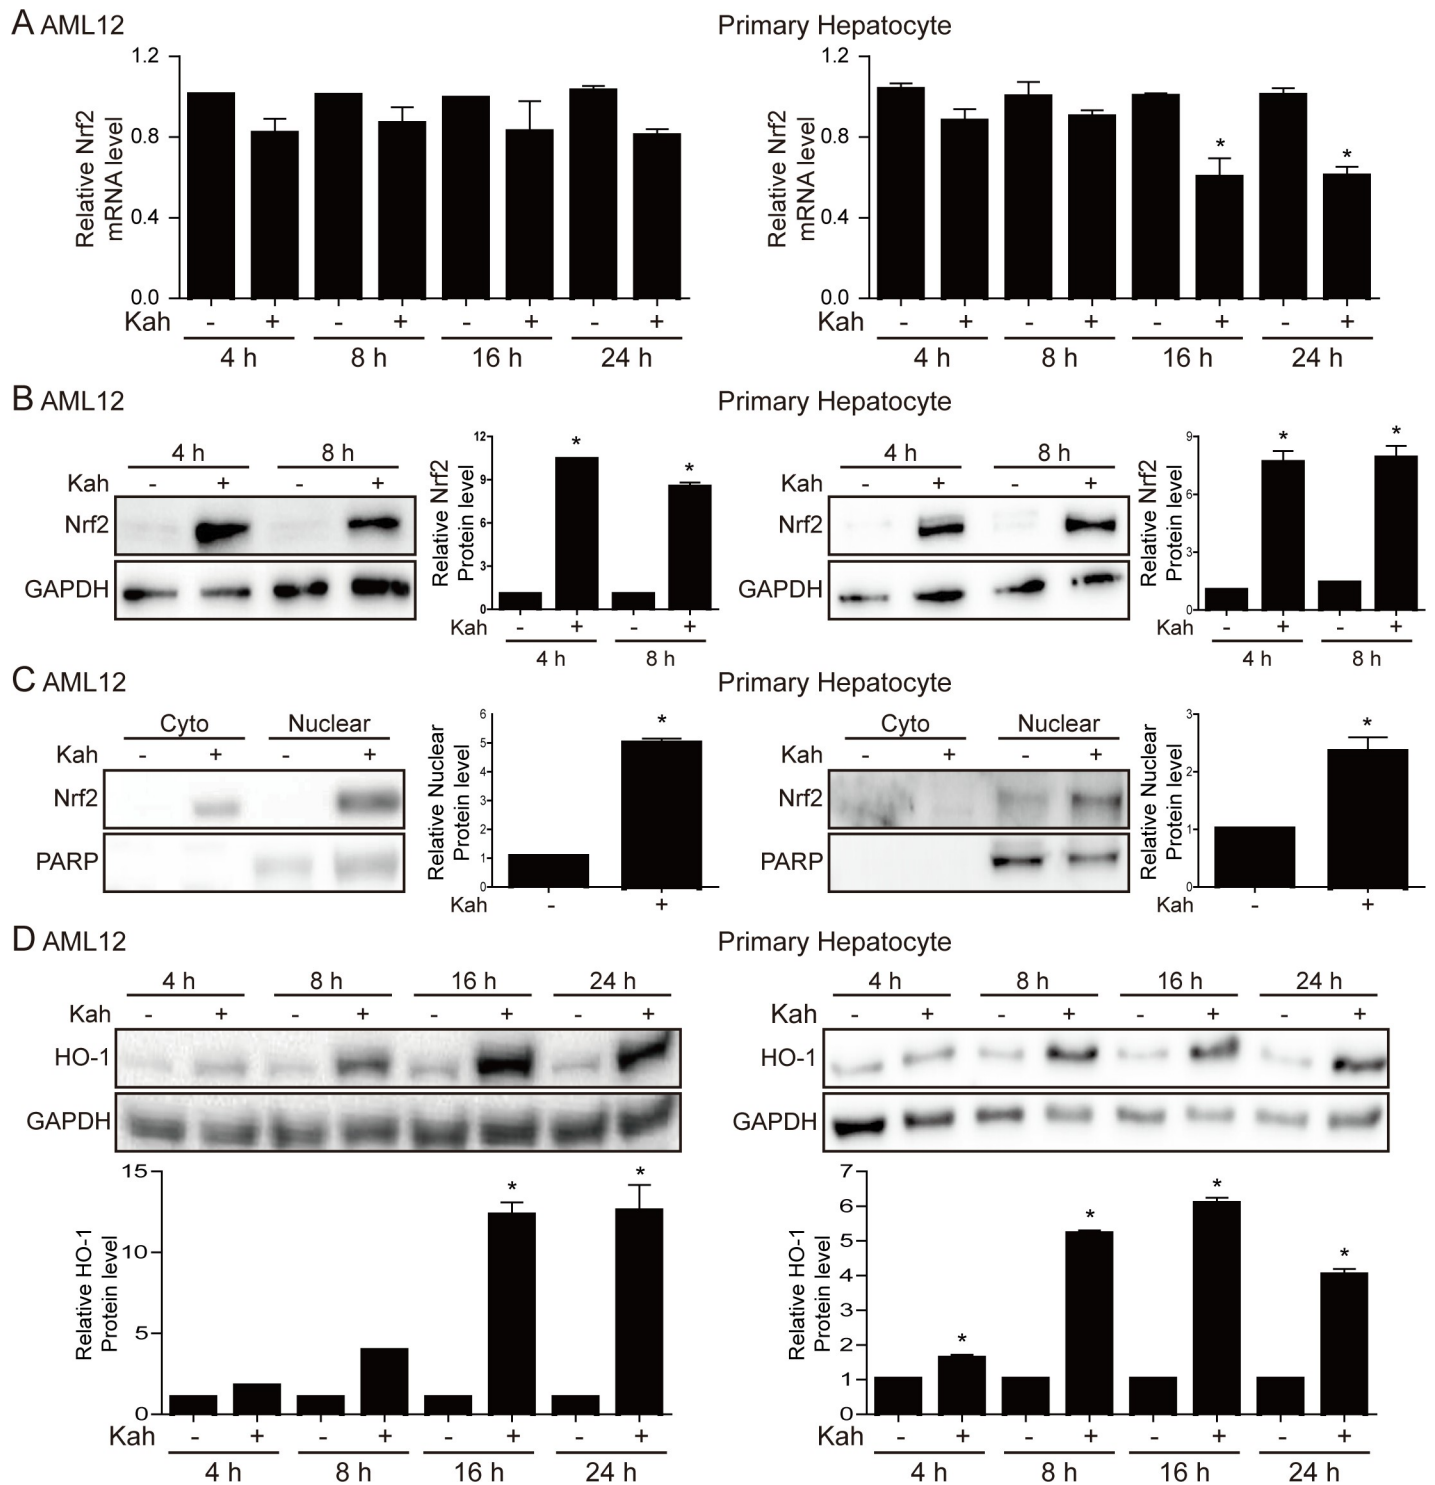 A AML12
Primary Hepatocyte
Relative Nrf2
mRNA level
1.2
0.8
0.4
0.0
Kah - + - + - + - +
4 h 8 h 16 h 24 h
Relative Nrf2
mRNA level
1.2
0.8
0.4
0.0
* *
Kah - + - + - + - +
4 h 8 h 16 h 24 h
B AML12
Primary Hepatocyte
4 h 8 h
Kah - + - +
Nrf2
GAPDH
Relative Nrf2
Protein level
12
9
6
3
0
* *
Kah - + - +
4 h 8 h
4 h 8 h
Kah - + - +
Nrf2
GAPDH
Relative Nrf2
Protein level
9
6
3
0
* *
Kah - + - +
4 h 8 h
C AML12
Primary Hepatocyte
Cyto Nuclear
Kah - + - +
Nrf2
PARP
Relative Nuclear
Protein level
6
5
4
3
2
1
0
*
Kah - +
Cyto Nuclear
Kah - + - +
Nrf2
PARP
Relative Nuclear
Protein level
3
2
1
0
*
Kah - +
D AML12
Primary Hepatocyte
4 h 8 h 16 h 24 h
Kah - + - + - + - +
HO-1
GAPDH
Relative HO-1
Protein level
15
10
5
0
* *
Kah - + - + - + - +
4 h 8 h 16 h 24 h
4 h 8 h 16 h 24 h
Kah - + - + - + - +
HO-1
GAPDH
Relative HO-1
Protein level
7
6
5
4
3
2
1
0
* * * *
Kah - + - + - + - +
4 h 8 h 16 h 24 h